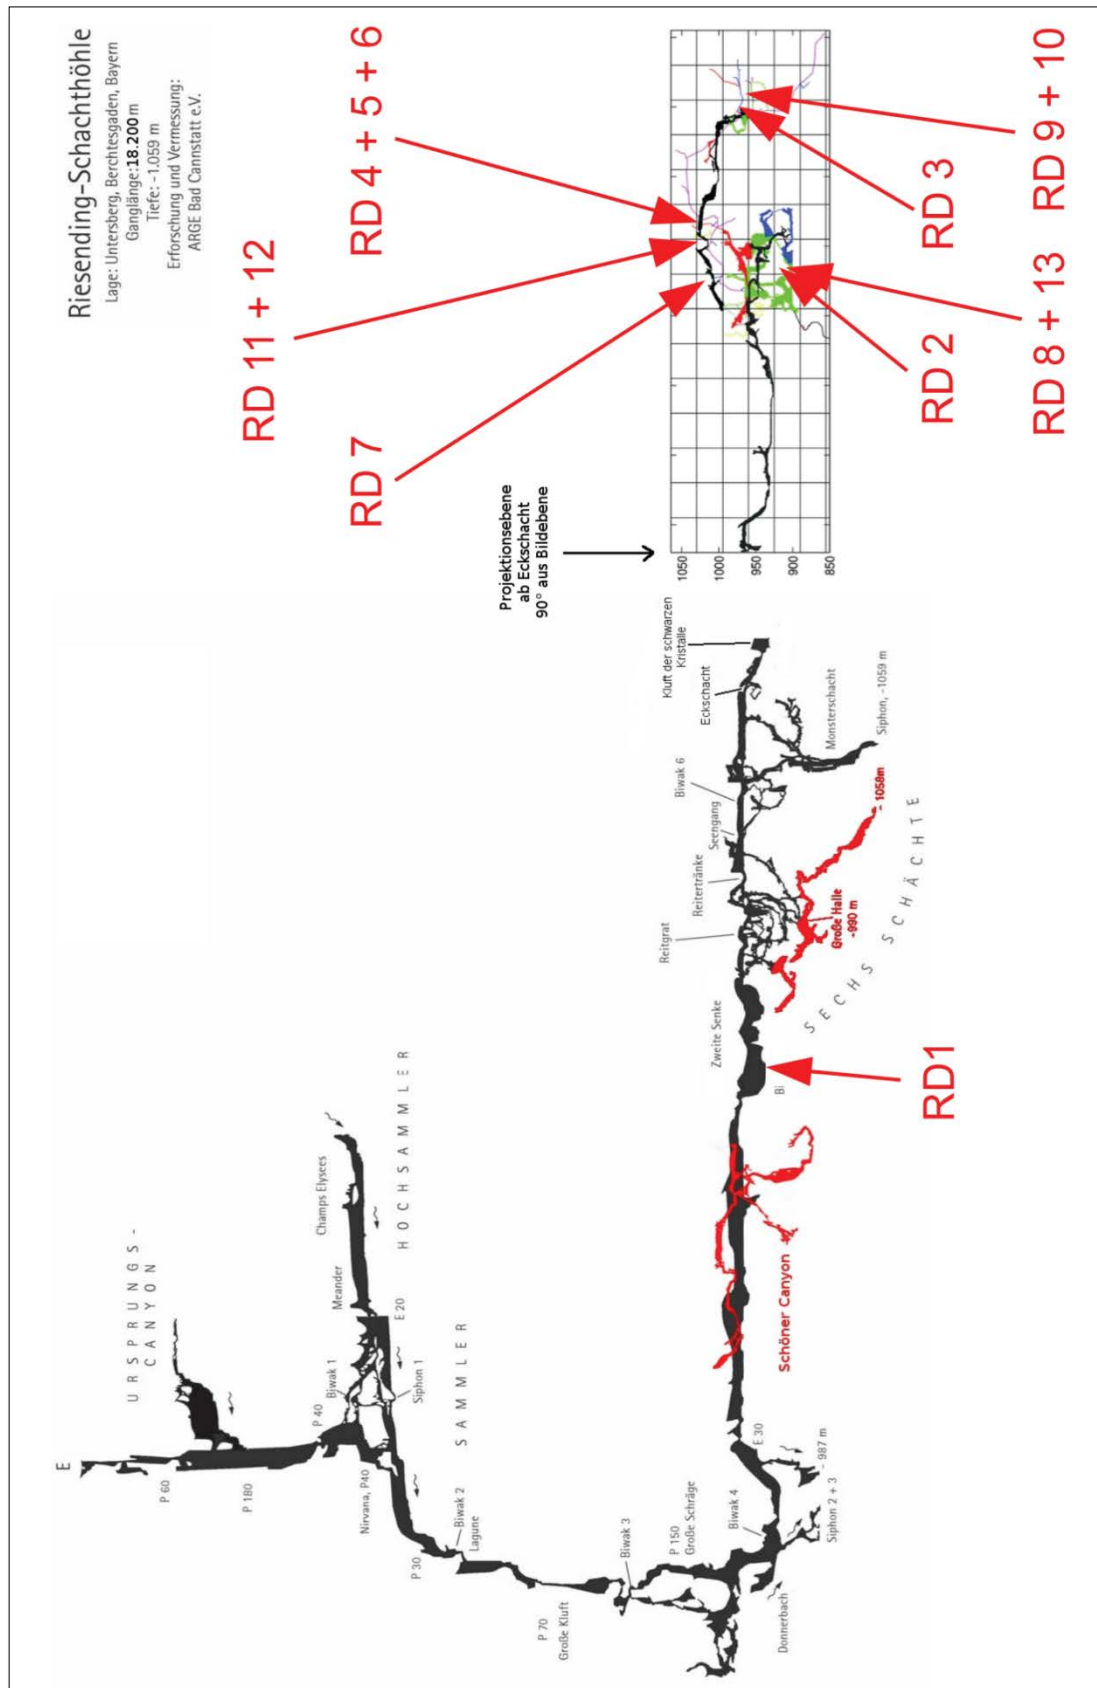 Riesending-Schachthöhle
Lage: Untersberg, Berchtesgaden, Bayern
Ganglänge:18.200 m
Tiefe: -1.059 m
Erforschung und Vermessung:
ARGE Bad Cannstatt e.V.
E
P 60
P 180
URSPRUNGS-
CANYON
P 40
Biwak 1
Meander
Champs Elysees
HOCHSAMMLER
E 20
Nirvana, P40
Siphon 1
SAMMLER
P 30
Biwak 2
Lagune
P 70
Große Kluft
Biwak 3
P 150
Große Schräge
Biwak 4
Donnerbach
E 30
- 987 m
Siphon 2 + 3
Schöner Canyon
Bi
RD1
Zweite Senke
Reitgrat
Reitertränke
Seengang
Biwak 6
Eckschacht
Kluft der schwarzen
Kristalle
Große Halle
-990 m
- 1058m
SECHS SCHÄCHTE
Monsterschacht
Siphon, -1059 m
Projektionsebene
ab Eckschacht
90° aus Bildebene
1050
1000
950
900
850
RD 7
RD 11 + 12
RD 4 + 5 + 6
RD 2
RD 8 + 13
RD 3
RD 9 + 10